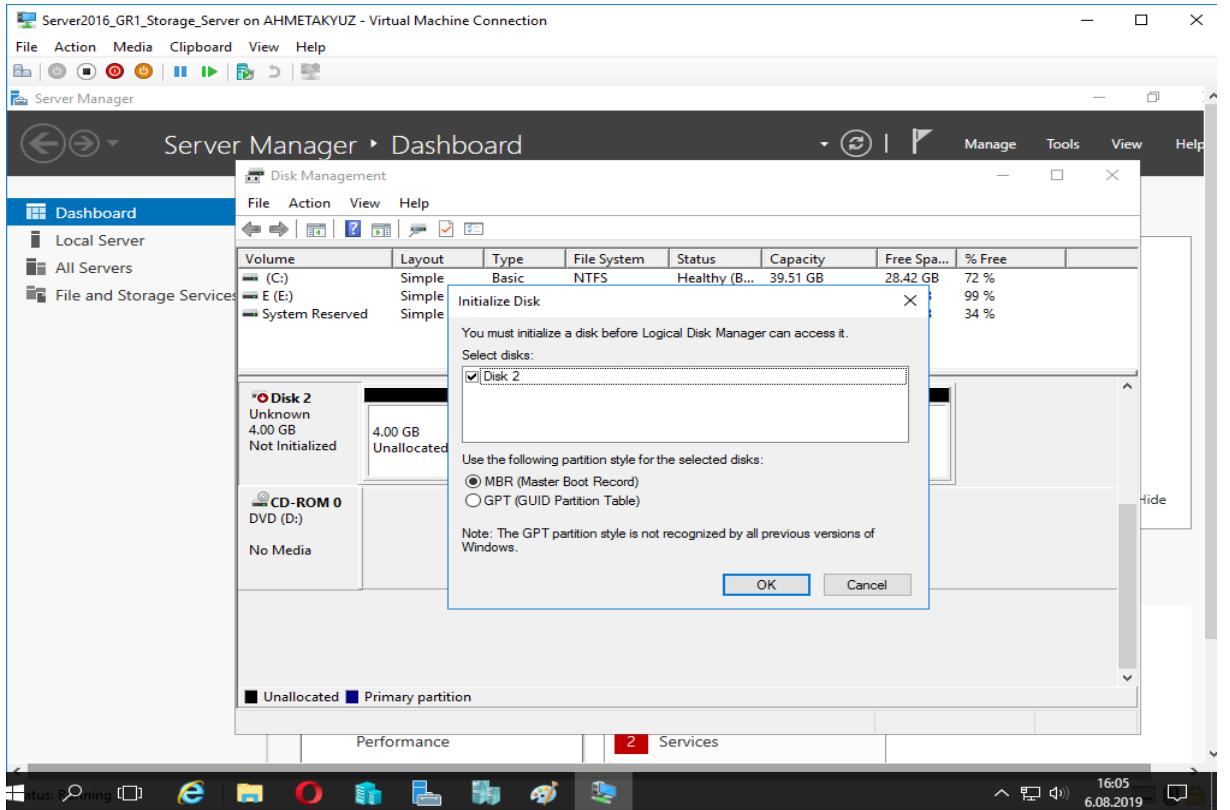 Server2016_GR1_Storage_Server on AHMETAKYUZ - Virtual Machine Connection
File Action Media Clipboard View Help
Server Manager
Server Manager ‣ Dashboard
Manage Tools View Help
Dashboard
Local Server
All Servers
File and Storage Services
Disk Management
File Action View Help
Volume Layout Type File System Status Capacity Free Spa... % Free
(C:) Simple Basic NTFS Healthy (B... 39.51 GB 28.42 GB 72 %
E (E:) Simple 99 %
System Reserved Simple 34 %
Initialize Disk
You must initialize a disk before Logical Disk Manager can access it.
Select disks:
Disk 2
Use the following partition style for the selected disks:
MBR (Master Boot Record)
GPT (GUID Partition Table)
Note: The GPT partition style is not recognized by all previous versions of
Windows.
OK Cancel
Disk 2
Unknown
4.00 GB
Not Initialized
4.00 GB
Unallocated
CD-ROM 0
DVD (D:)
No Media
Hide
Unallocated Primary partition
Performance
2 Services
16:05
6.08.2019